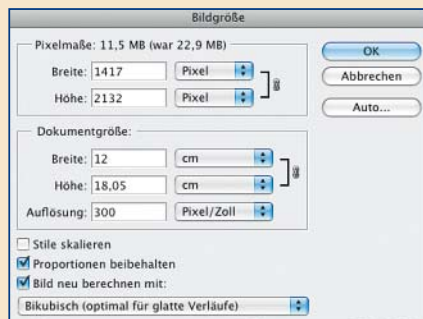 Bildgröße
Pixelmaße: 11,5 MB (war 22,9 MB)
Breite: 1417 Pixel
Höhe: 2132 Pixel
OK
Abbrechen
Auto...
Dokumentgröße:
Breite: 12 cm
Höhe: 18,05 cm
Auflösung: 300 Pixel/Zoll
Stile skalieren
Proportionen beibehalten
Bild neu berechnen mit:
Bikubisch (optimal für glatte Verläufe)